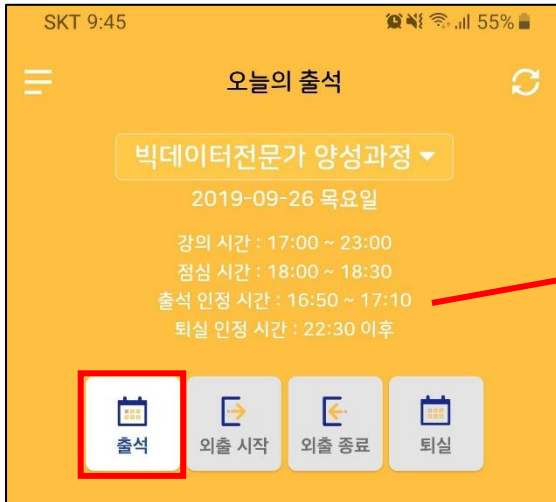 SKT 9:45 55%
오늘의 출석
빅데이터전문가 양성과정
2019-09-26 목요일
강의 시간 : 17:00 ~ 23:00
점심 시간 : 18:00 ~ 18:30
출석 인정 시간 : 16:50 ~ 17:10
퇴실 인정 시간 : 22:30 이후
출석 외출 시작 외출 종료 퇴실